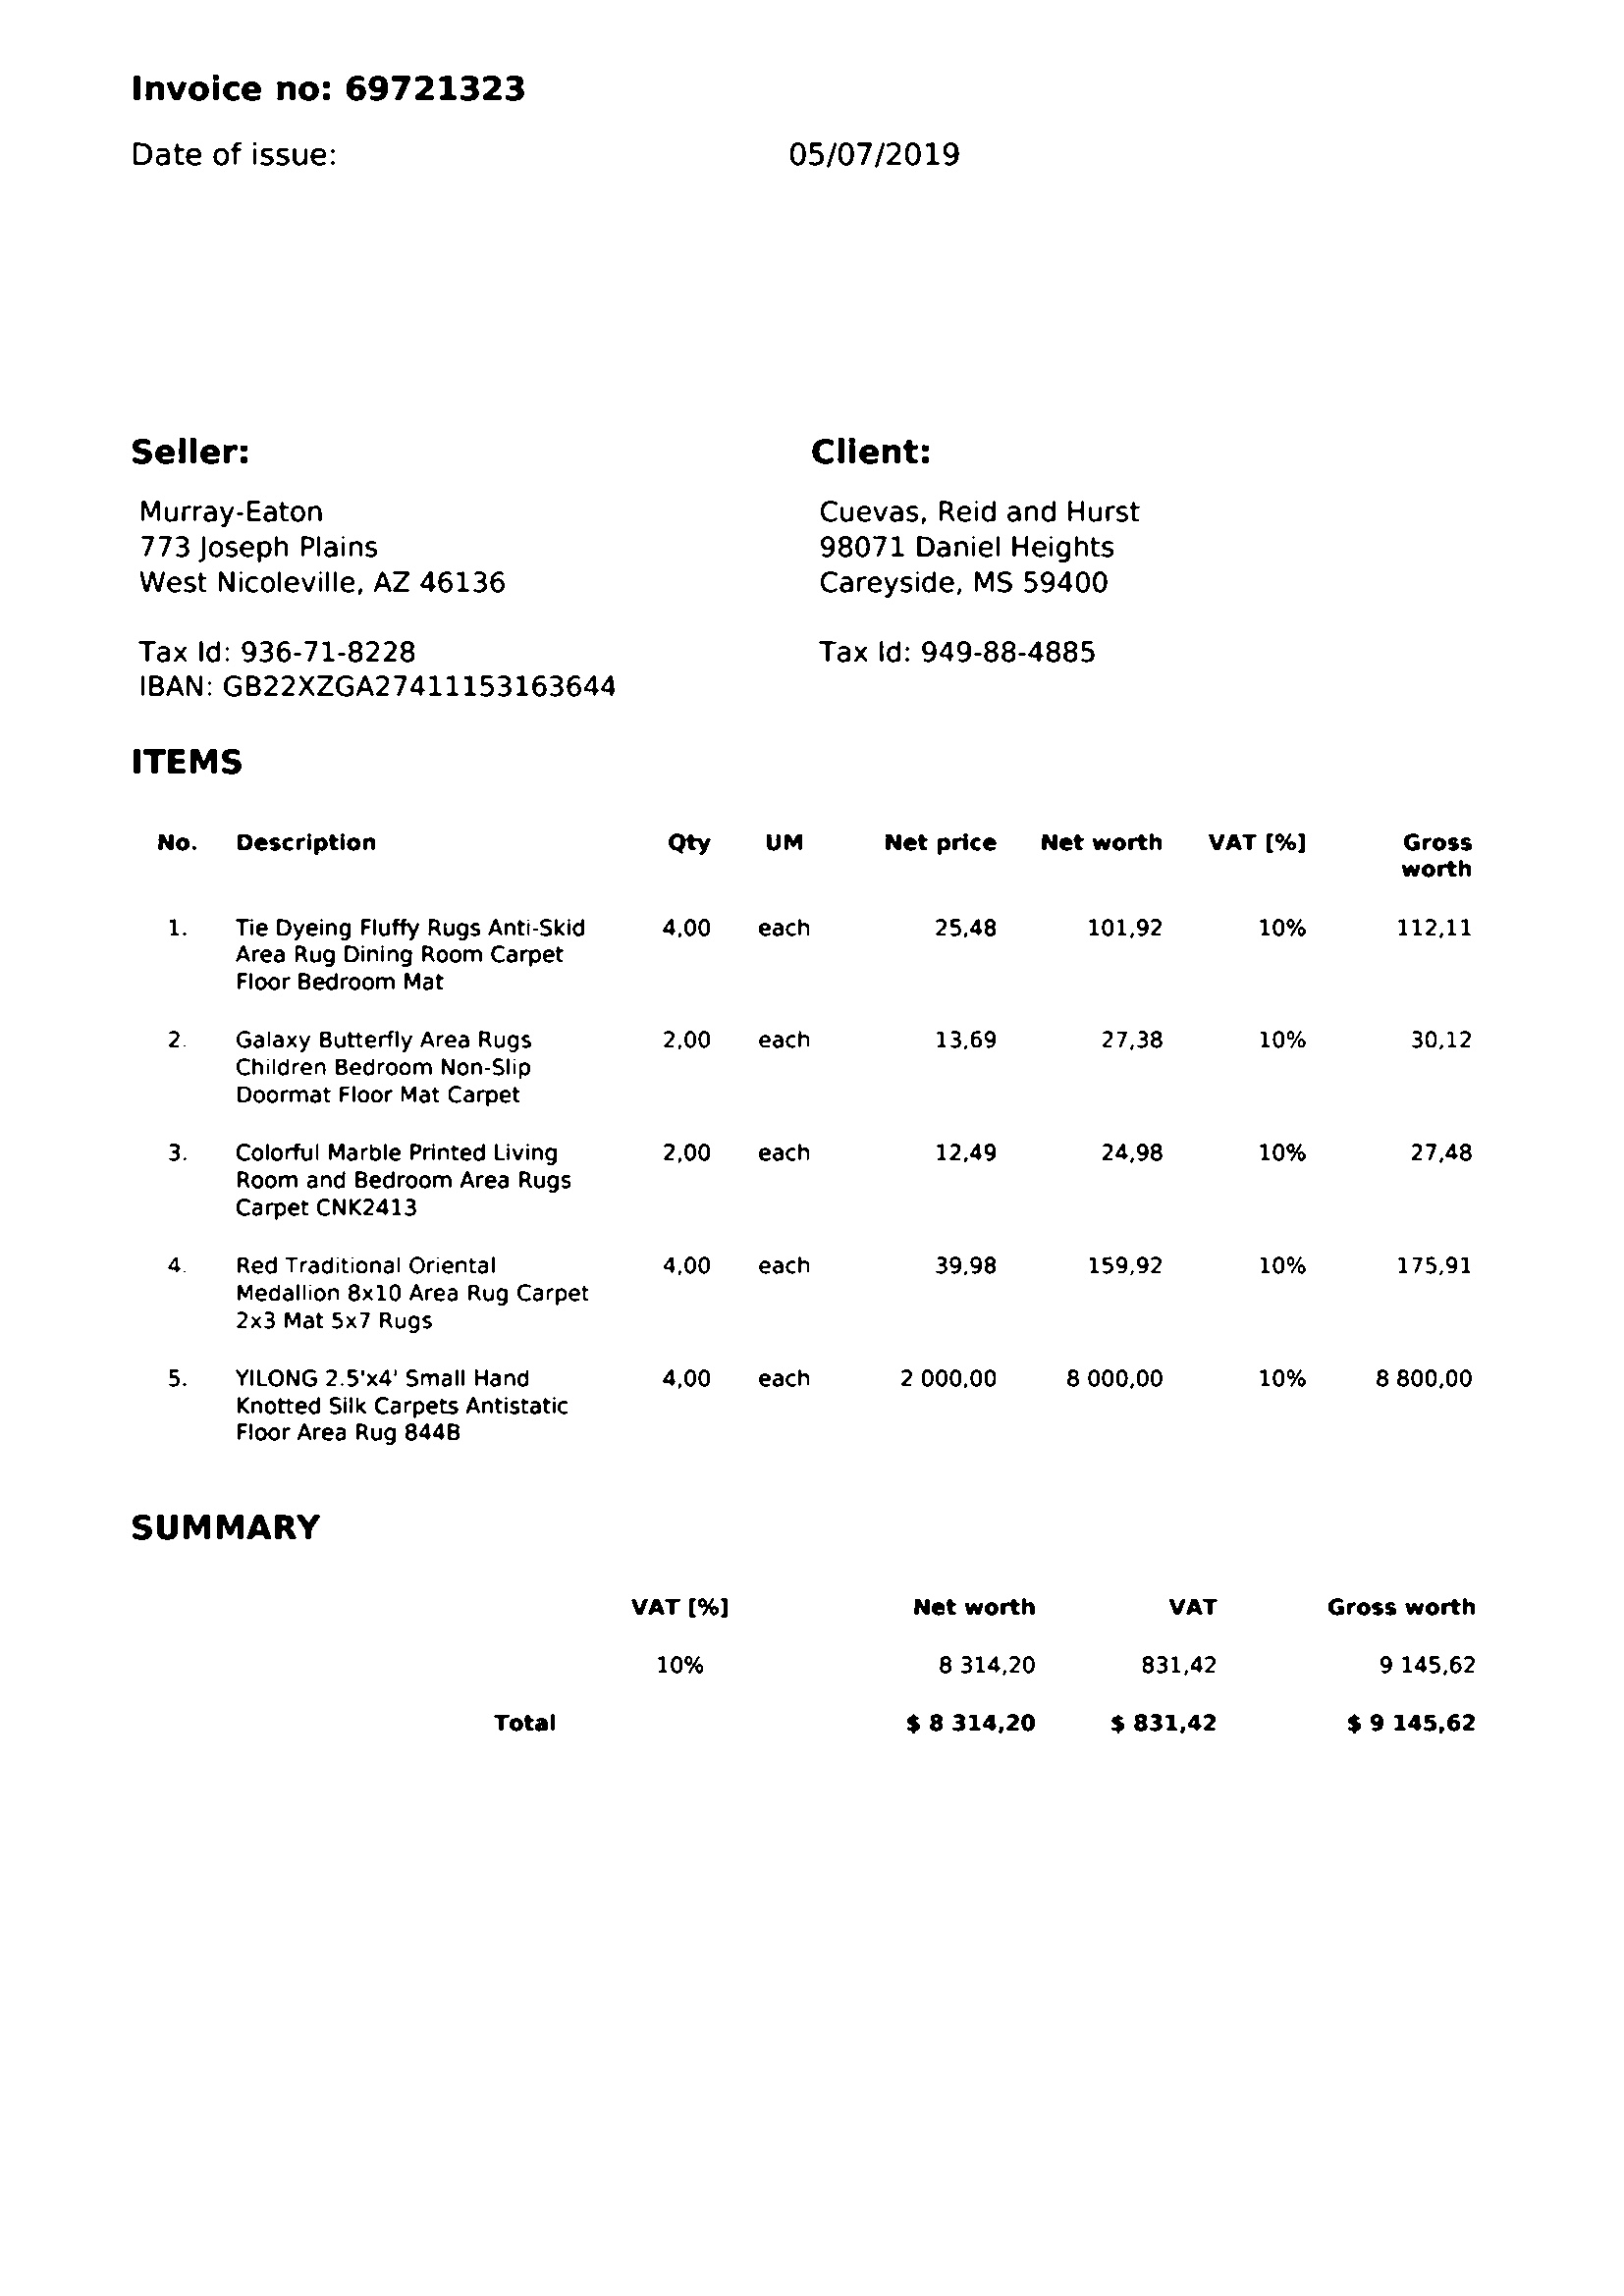 Invoice no: 69721323
Date of issue: 05/07/2019
Seller:
Murray-Eaton
773 Joseph Plains
West Nicoleville, AZ 46136
Tax Id: 936-71-8228
IBAN: GB22XZGA27411153163644
Client:
Cuevas, Reid and Hurst
98071 Daniel Heights
Careyside, MS 59400
Tax Id: 949-88-4885
ITEMS
No. Description Qty UM Net price Net worth VAT [%] Gross
worth
1. Tie Dyeing Fluffy Rugs Anti-Skid 4,00 each 25,48 101,92 10% 112,11
Area Rug Dining Room Carpet
Floor Bedroom Mat
2. Galaxy Butterfly Area Rugs 2,00 each 13,69 27,38 10% 30,12
Children Bedroom Non-Slip
Doormat Floor Mat Carpet
3. Colorful Marble Printed Living 2,00 each 12,49 24,98 10% 27,48
Room and Bedroom Area Rugs
Carpet CNK2413
4. Red Traditional Oriental 4,00 each 39,98 159,92 10% 175,91
Medallion 8x10 Area Rug Carpet
2x3 Mat 5x7 Rugs
5. YILONG 2.5'x4' Small Hand 4,00 each 2 000,00 8 000,00 10% 8 800,00
Knotted Silk Carpets Antistatic
Floor Area Rug 844B
SUMMARY
VAT [%] Net worth VAT Gross worth
10% 8 314,20 831,42 9 145,62
Total $ 8 314,20 $ 831,42 $ 9 145,62